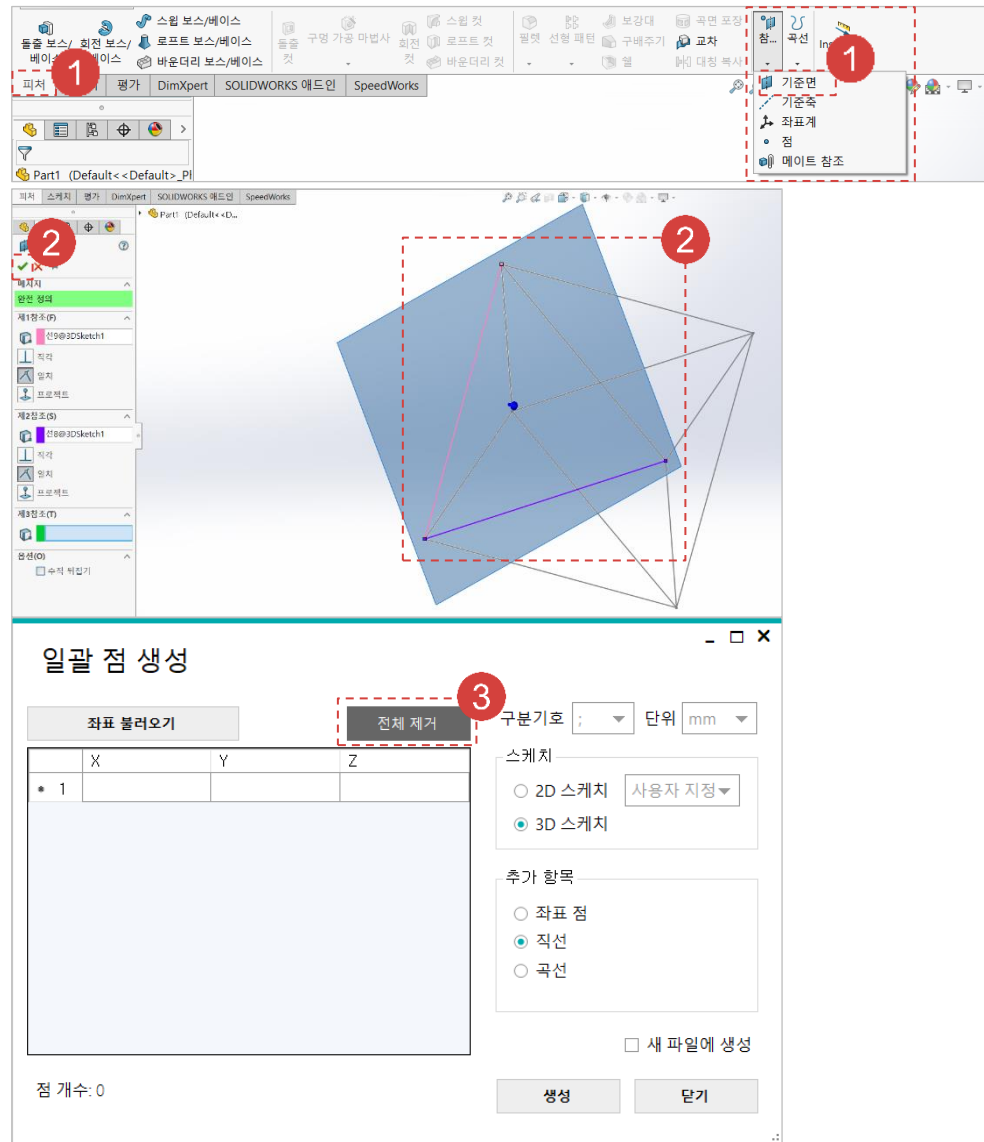 돌출 보스/베이스
회전 보스/
스윕 보스/베이스
로프트 보스/베이스
바운더리 보스/베이스
돌출 컷
구멍 가공 마법사
회전 컷
스윕 컷
로프트 컷
바운더리 컷
필렛
선형 패턴
보강대
구배주기
쉘
곡면 포장
교차
대칭 복사
참...
곡선
1
1
피처
평가
DimXpert
SOLIDWORKS 애드인
SpeedWorks
기준면
기준축
좌표계
점
메이트 참조
Part1 (Default<<Default>_Pl
피처
스케치
평가
DimXpert
SOLIDWORKS 애드인
SpeedWorks
Part1 (Default<<D...
2
2
메시지
완전 정의
제1참조(F)
선9@3DSketch1
직각
일치
프로젝트
제2참조(S)
선8@3DSketch1
직각
일치
프로젝트
제3참조(T)
옵션(O)
수직 뒤집기
일괄 점 생성
3
좌표 불러오기
전체 제거
구분기호 ; 단위 mm
X Y Z
* 1
스케치
2D 스케치 사용자 지정
3D 스케치
추가 항목
좌표 점
직선
곡선
새 파일에 생성
점 개수: 0
생성
닫기